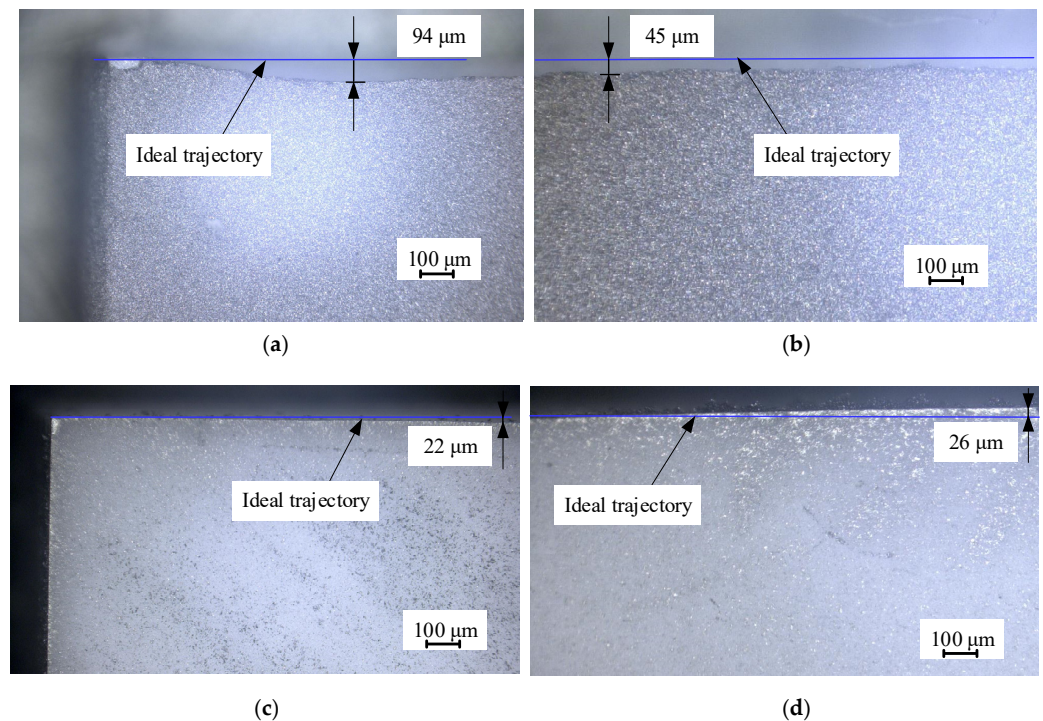 94 μm
Ideal trajectory
100 μm
(a)
45 μm
Ideal trajectory
100 μm
(b)
22 μm
Ideal trajectory
100 μm
(c)
26 μm
Ideal trajectory
100 μm
(d)